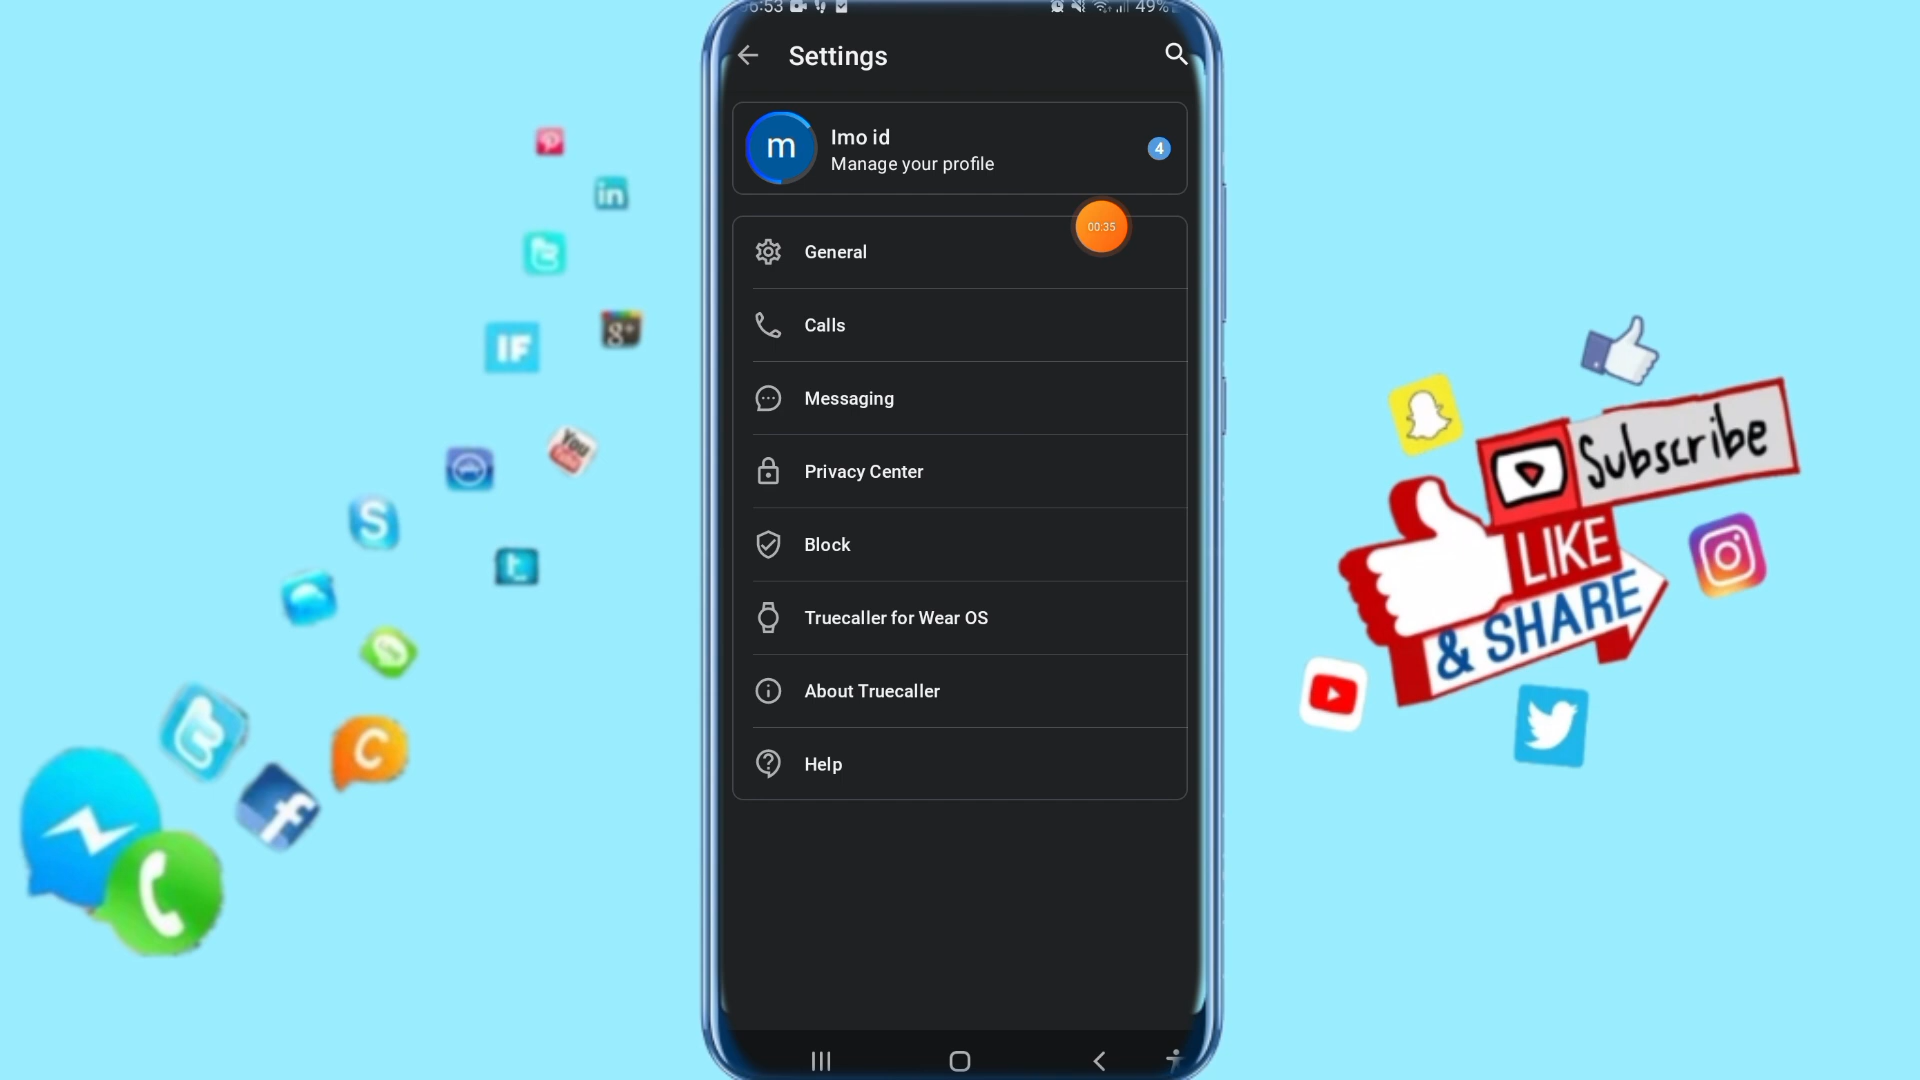 6:53
49%
Settings
m
Imo id
Manage your profile
4
00:35
General
Calls
Messaging
Privacy Center
Block
Truecaller for Wear OS
About Truecaller
Help
in
IF
g+
You
S
t
C
f
Subscribe
LIKE
& SHARE